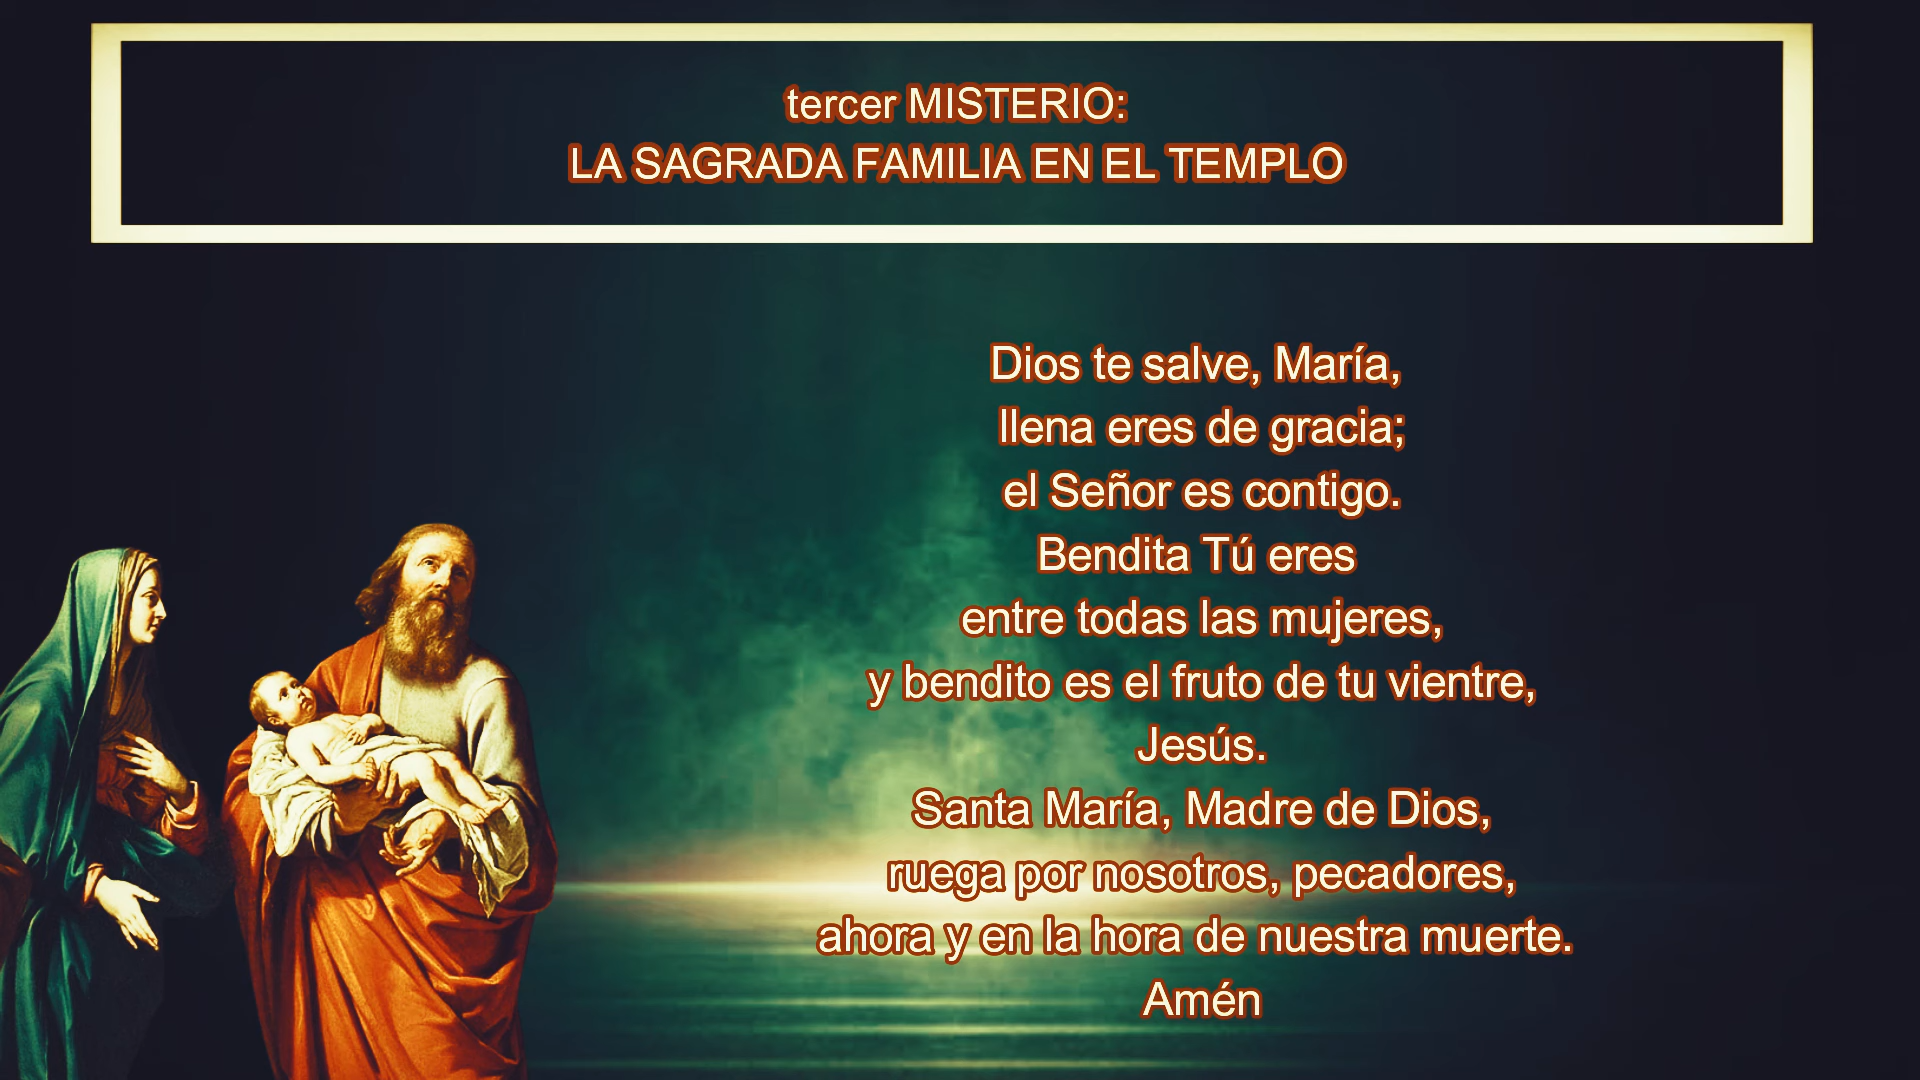 tercer MISTERIO:
LA SAGRADA FAMILIA EN EL TEMPLO
Dios te salve, María,
llena eres de gracia;
el Señor es contigo.
Bendita Tú eres
entre todas las mujeres,
y bendito es el fruto de tu vientre,
Jesús.
Santa María, Madre de Dios,
ruega por nosotros, pecadores,
ahora y en la hora de nuestra muerte.
Amén